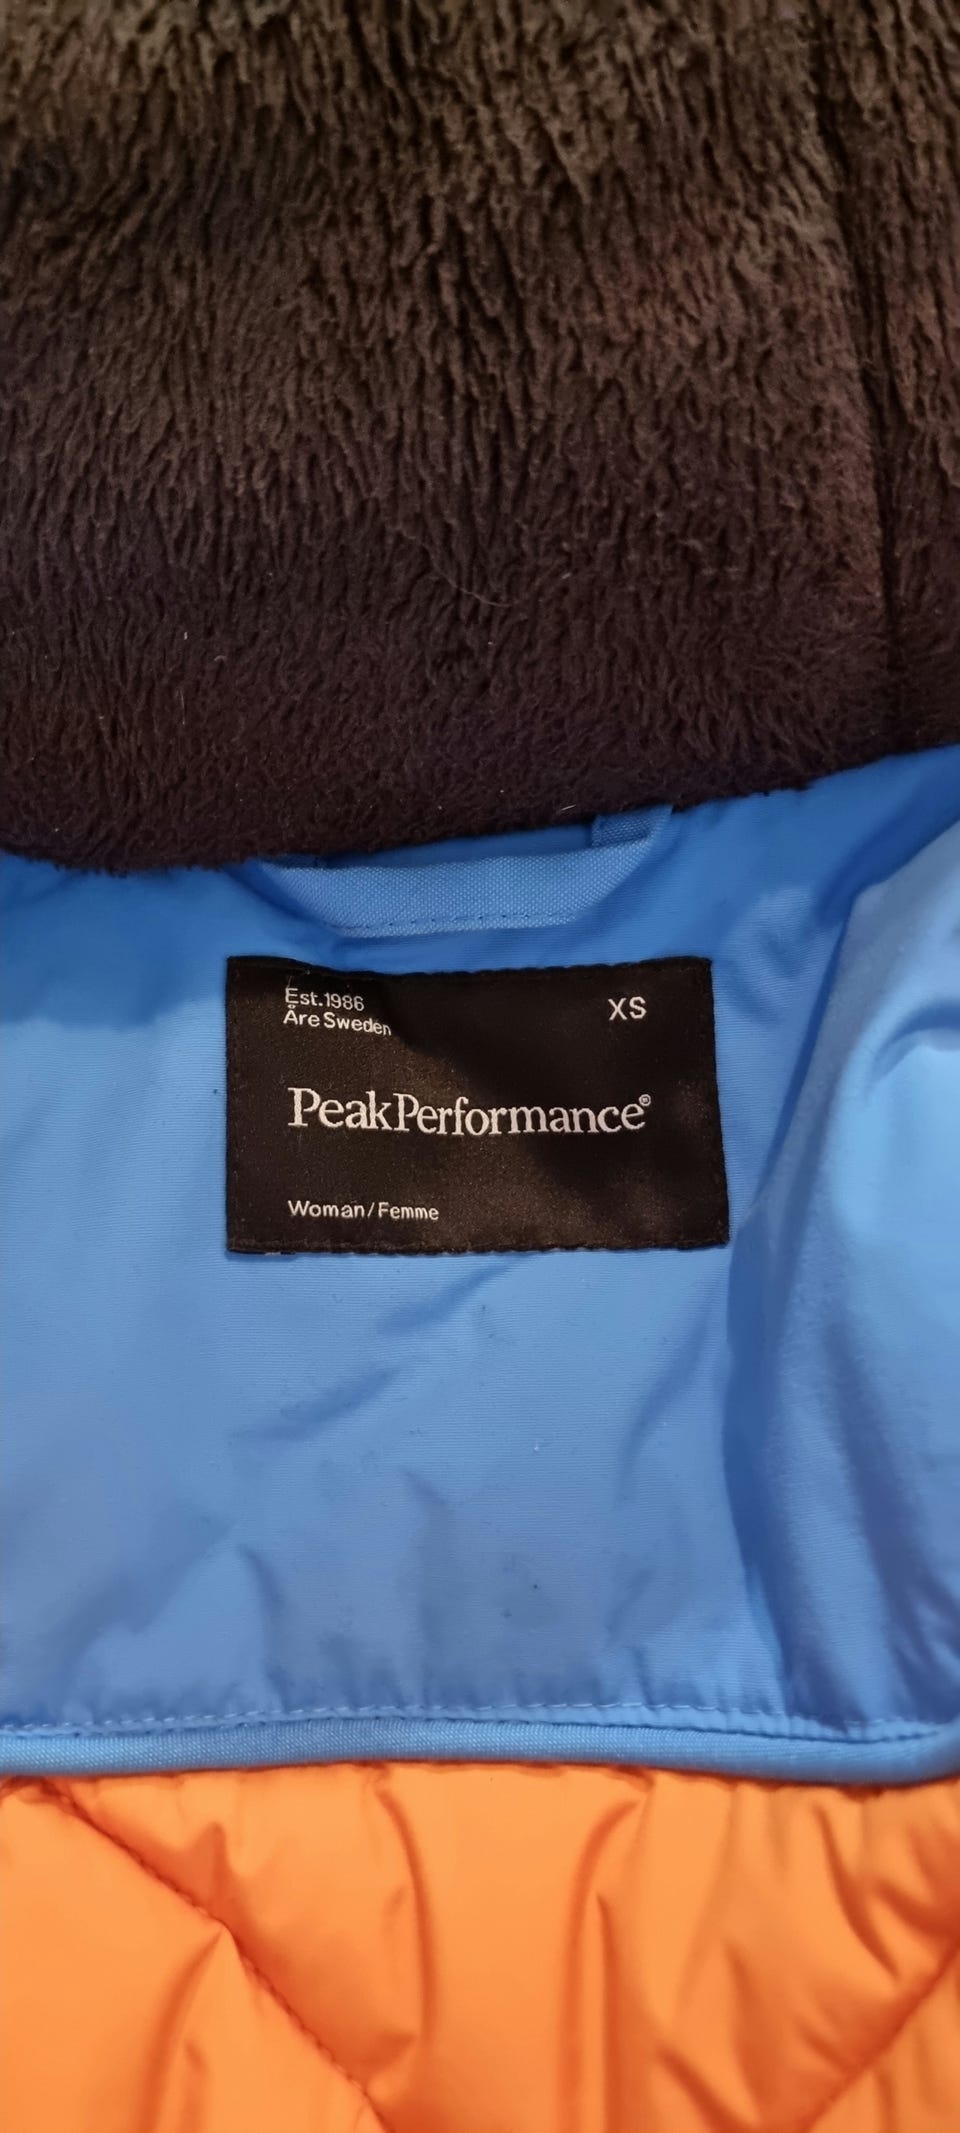 Est.1986
Åre Sweden
XS
PeakPerformance®
Woman/Femme